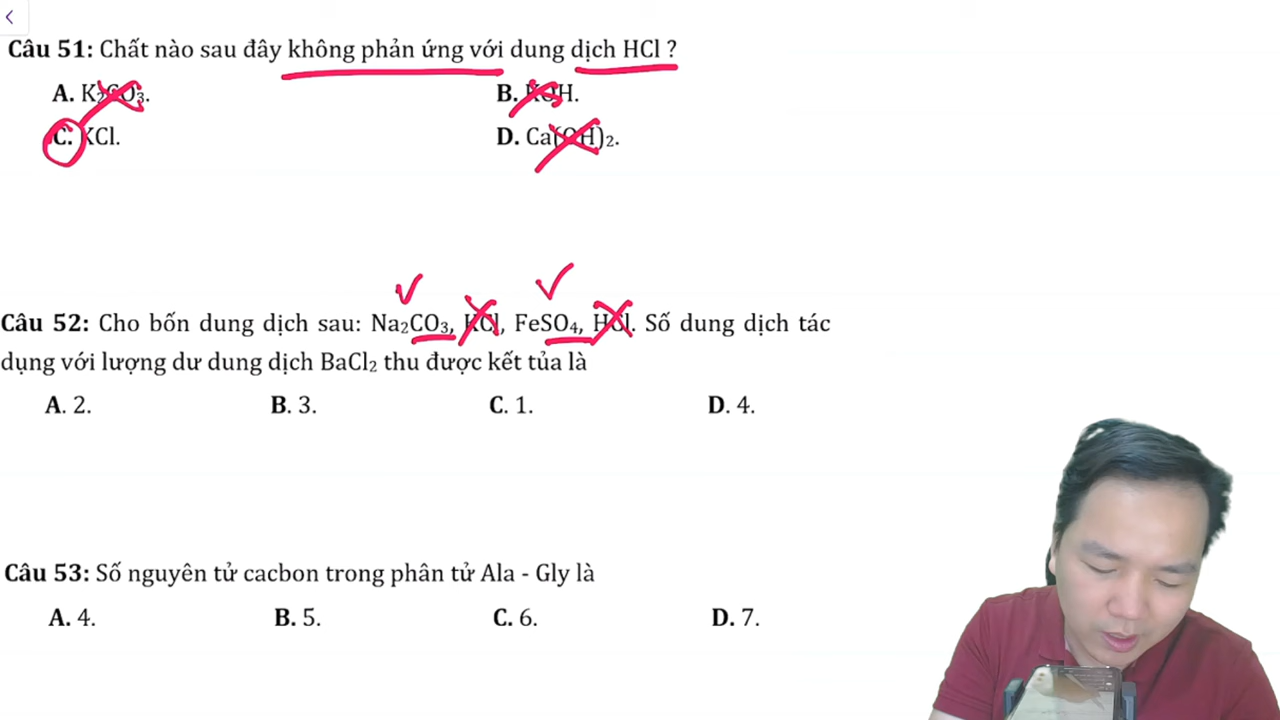 Câu 51: Chất nào sau đây không phản ứng với dung dịch HCl ?
A. K₂CO₃.
B. KOH.
C. KCl.
D. Ca(OH)₂.
Câu 52: Cho bốn dung dịch sau: Na₂CO₃, KCl, FeSO₄, HCl. Số dung dịch tác
dụng với lượng dư dung dịch BaCl₂ thu được kết tủa là
A. 2.
B. 3.
C. 1.
D. 4.
Câu 53: Số nguyên tử cacbon trong phân tử Ala - Gly là
A. 4.
B. 5.
C. 6.
D. 7.